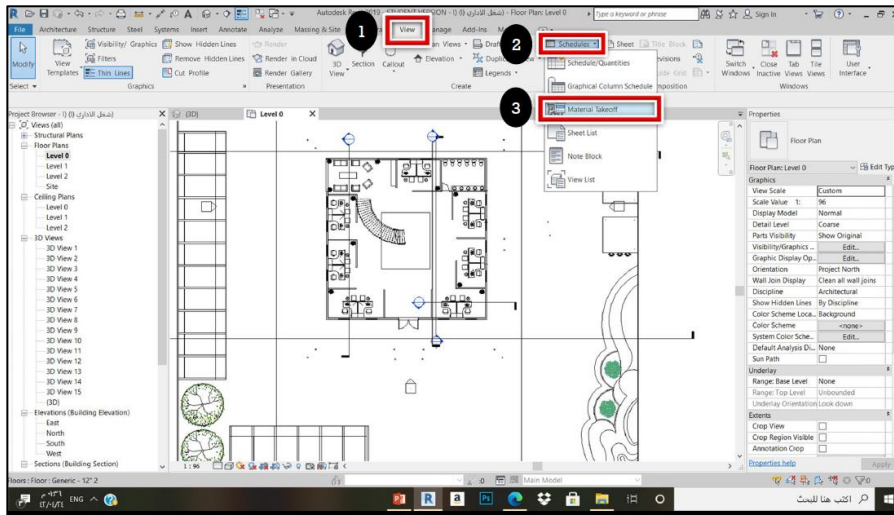 Autodesk Revit 2019 - STUDENT VERSION - (شغل الاداري (I - Floor Plan: Level 0
Type a keyword or phrase
Sign In
File Architecture Structure Steel Systems Insert Annotate Analyze Massing & Site View Manage Add-Ins
1
2
3
Modify
View Templates
Visibility/ Graphics
Filters
Thin Lines
Show Hidden Lines
Remove Hidden Lines
Cut Profile
Render
Render in Cloud
Render Gallery
3D View
Section
Callout
Plan Views
Elevation
Legends
Schedules
Sheet
Title Block
Switch Windows
Close Inactive
Tab Views
Tile Views
User Interface
Select
Graphics
Presentation
Create
Windows
Schedule/Quantities
Graphical Column Schedule
Material Takeoff
Sheet List
Note Block
View List
Project Browser - (شغل الاداري (I
Views (all)
Structural Plans
Floor Plans
Level 0
Level 1
Level 2
Site
Ceiling Plans
Level 0
Level 1
Level 2
3D Views
3D View 1
3D View 2
3D View 3
3D View 4
3D View 5
3D View 6
3D View 7
3D View 8
3D View 9
3D View 10
3D View 11
3D View 12
3D View 13
3D View 14
3D View 15
{3D}
Elevations (Building Elevation)
East
North
South
West
Sections (Building Section)
{3D}
Level 0
1 : 96
Properties
Floor Plan
Floor Plan: Level 0
Edit Typ
Graphics
View Scale Custom
Scale Value 1: 96
Display Model Normal
Detail Level Coarse
Parts Visibility Show Original
Visibility/Graphics ... Edit...
Graphic Display Op... Edit...
Orientation Project North
Wall Join Display Clean all wall joins
Discipline Architectural
Show Hidden Lines By Discipline
Color Scheme Loca... Background
Color Scheme <none>
System Color Sche... Edit...
Default Analysis Di... None
Sun Path
Underlay
Range: Base Level None
Range: Top Level Unbounded
Underlay Orientation Look down
Extents
Crop View
Crop Region Visible
Annotation Crop
Properties help
Apply
Floors : Floor : Generic - 12" 2
:0
Main Model
ENG
اكتب هنا للبحث